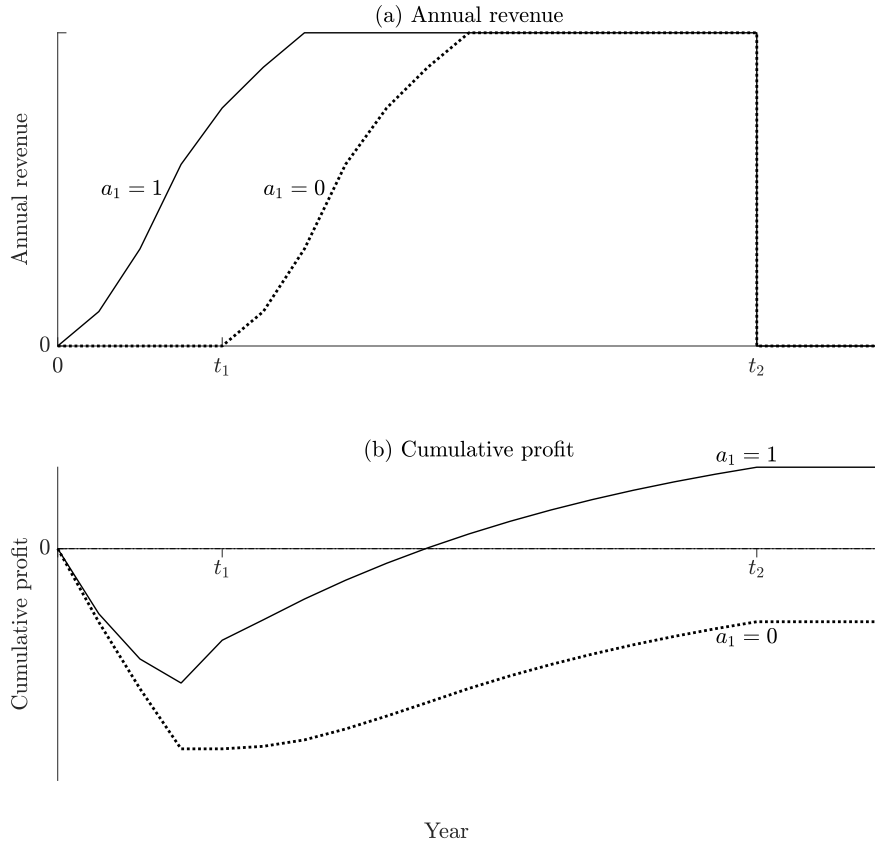 (a) Annual revenue
Annual revenue
a₁ = 1
a₁ = 0
0
0
t₁
t₂
(b) Cumulative profit
Cumulative profit
a₁ = 1
0
t₁
t₂
a₁ = 0
Year